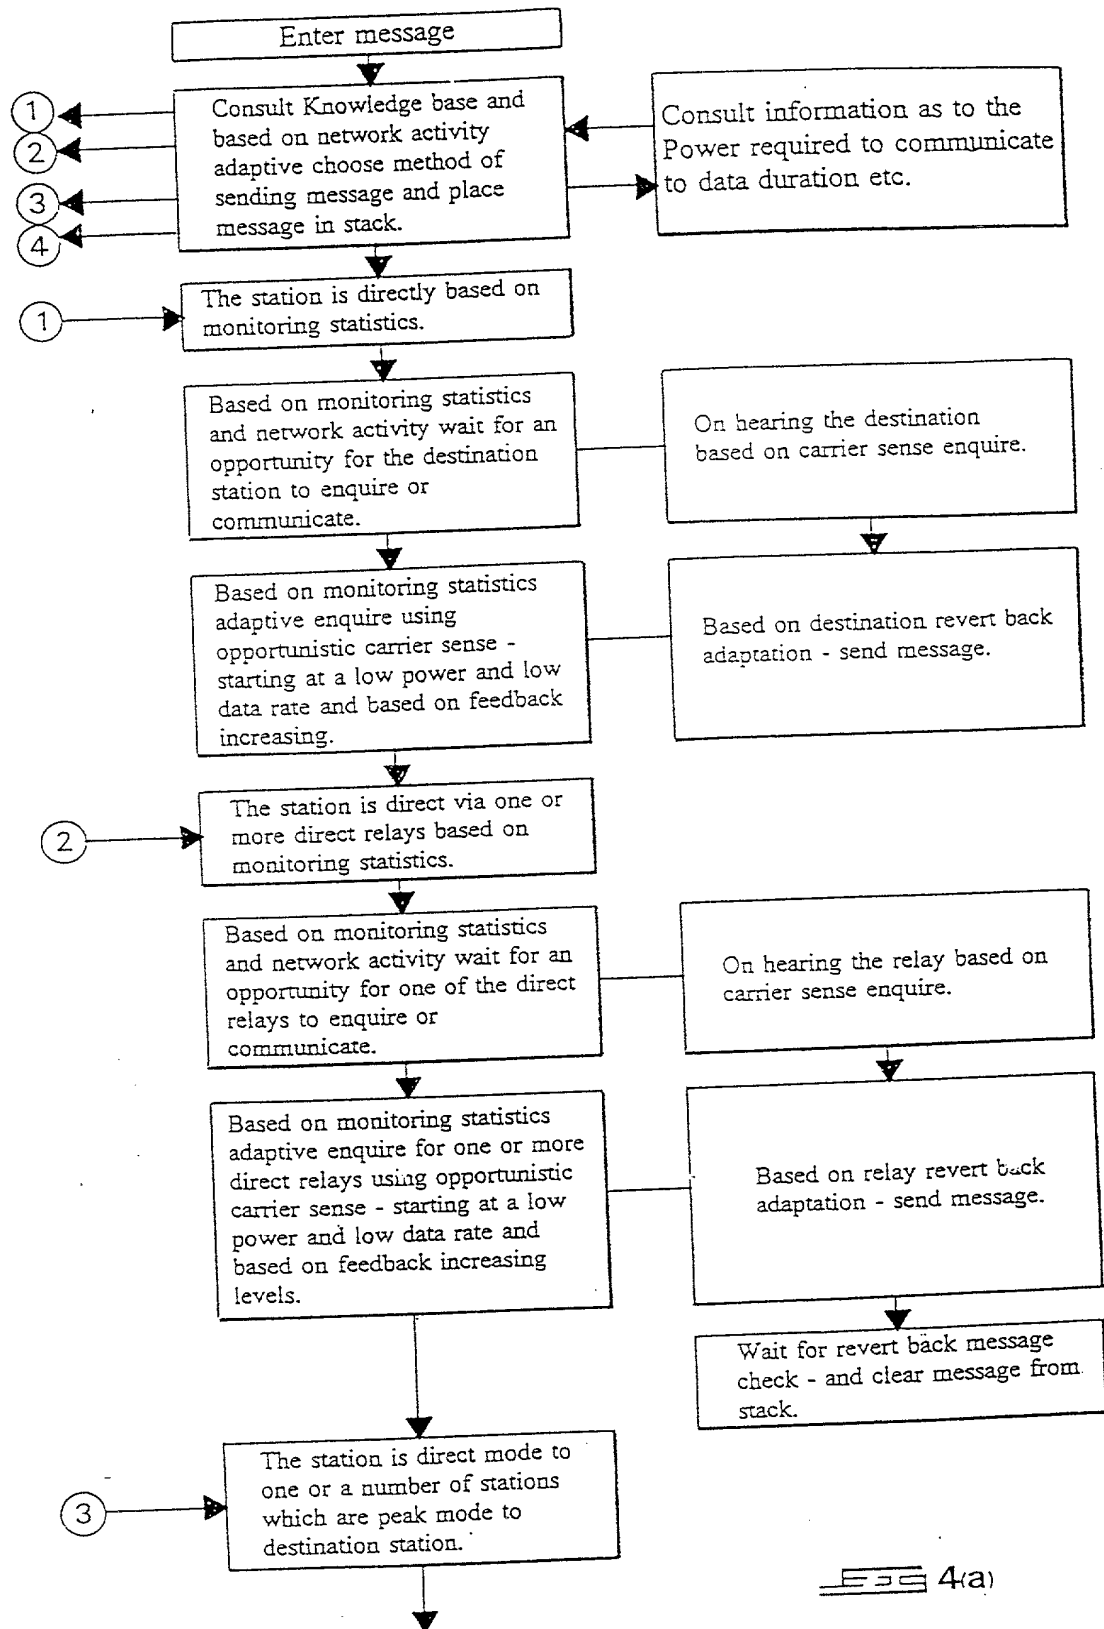 Enter message
Consult Knowledge base and
based on network activity
adaptive choose method of
sending message and place
message in stack.
Consult information as to the
Power required to communicate
to data duration etc.
1
2
3
4
1
The station is directly based on
monitoring statistics.
Based on monitoring statistics
and network activity wait for an
opportunity for the destination
station to enquire or
communicate.
On hearing the destination
based on carrier sense enquire.
Based on monitoring statistics
adaptive enquire using
opportunistic carrier sense -
starting at a low power and low
data rate and based on feedback
increasing.
Based on destination revert back
adaptation - send message.
2
The station is direct via one or
more direct relays based on
monitoring statistics.
Based on monitoring statistics
and network activity wait for an
opportunity for one of the direct
relays to enquire or
communicate.
On hearing the relay based on
carrier sense enquire.
Based on monitoring statistics
adaptive enquire for one or more
direct relays using opportunistic
carrier sense - starting at a low
power and low data rate and
based on feedback increasing
levels.
Based on relay revert back
adaptation - send message.
Wait for revert back message
check - and clear message from
stack.
3
The station is direct mode to
one or a number of stations
which are peak mode to
destination station.
FIG 4(a)